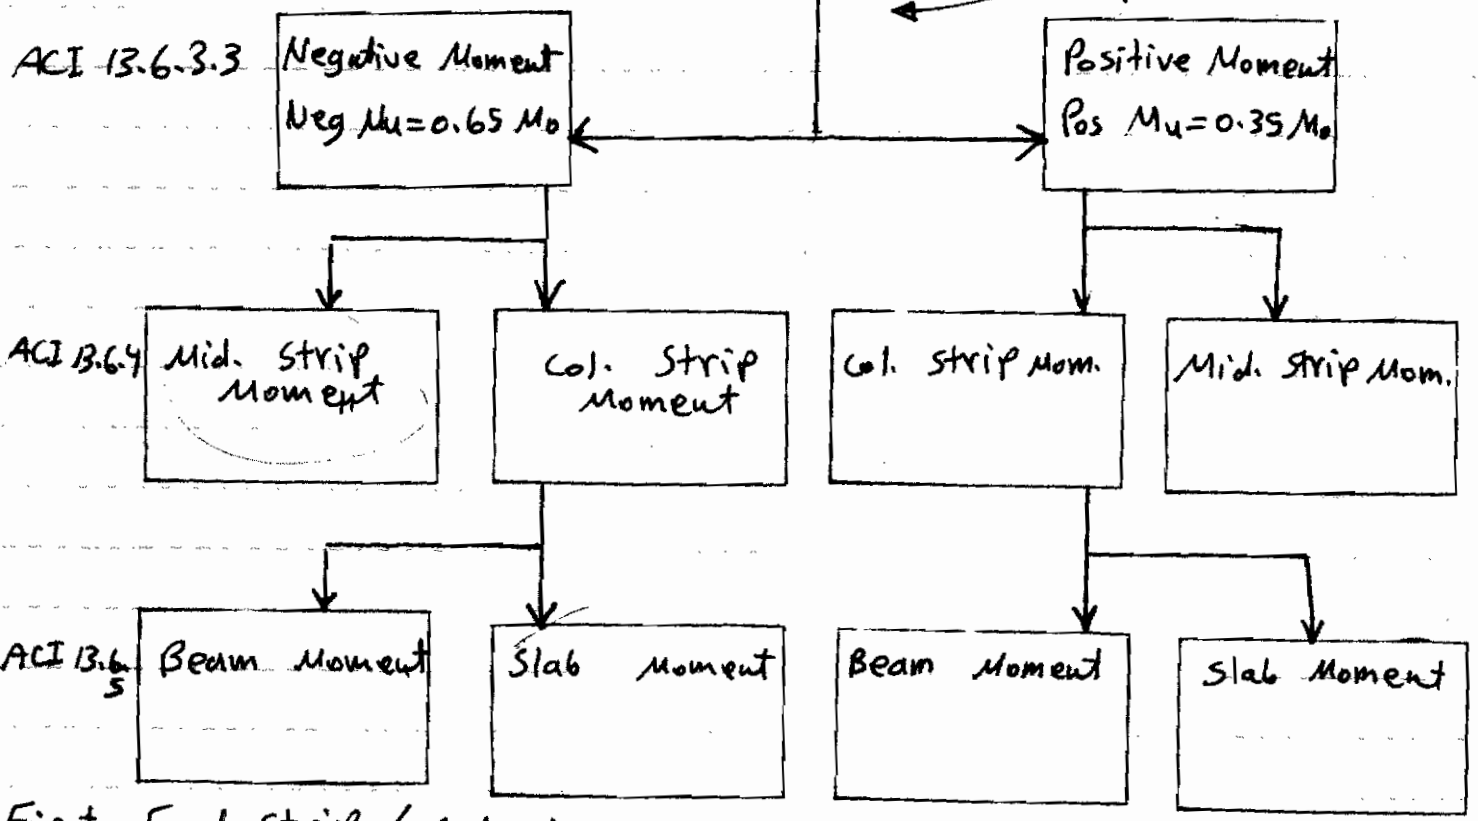 ACI 13.6.3.3
Negative Moment
Neg Mu=0.65 Mo
Positive Moment
Pos Mu=0.35 Mo
ACI 13.6.4
Mid. Strip
Moment
Col. Strip
Moment
Col. Strip Mom.
Mid. Strip Mom.
ACI 13.6.
5
Beam Moment
Slab Moment
Beam Moment
Slab Moment